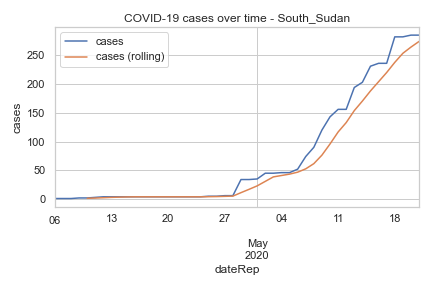 COVID-19 cases over time - South_Sudan
cases
cases (rolling)
cases
250
200
150
100
50
0
06 13 20 27 04 11 18
May
2020
dateRep